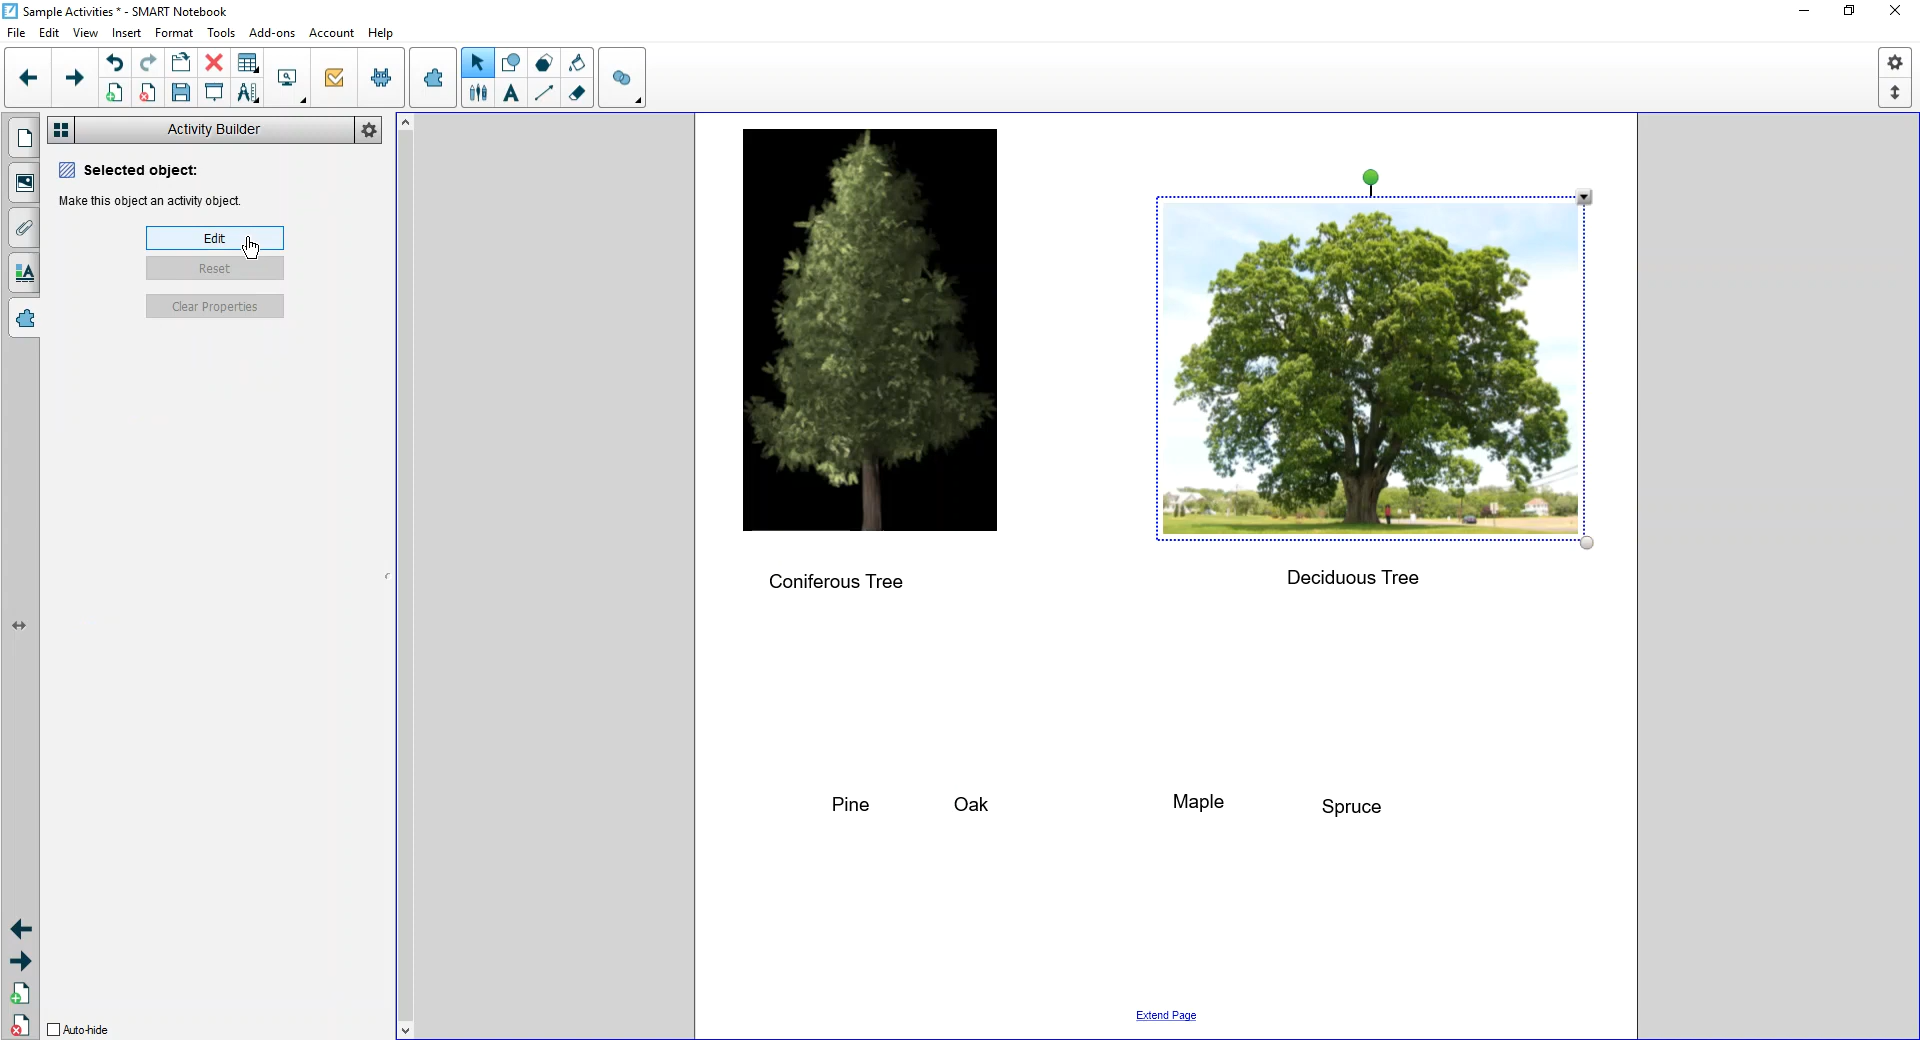 Sample Activities * - SMART Notebook
File Edit View Insert Format Tools Add-ons Account Help
Activity Builder
Selected object:
Make this object an activity object.
Edit
Reset
Clear Properties
Coniferous Tree
Deciduous Tree
Pine Oak Maple Spruce
Extend Page
Auto-hide